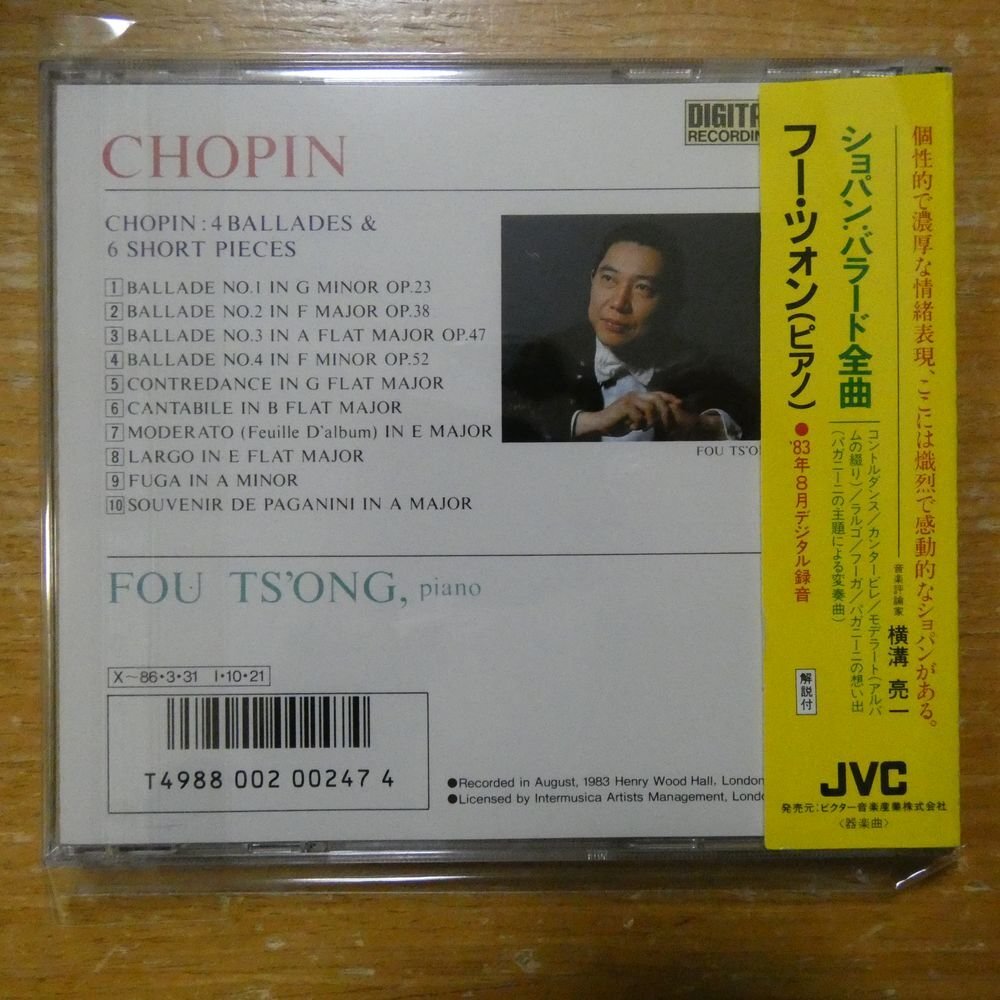 CHOPIN
DIGITA
RECORDIN
CHOPIN : 4 BALLADES &
6 SHORT PIECES
1 BALLADE NO.1 IN G MINOR OP.23
2 BALLADE NO.2 IN F MAJOR OP.38
3 BALLADE NO.3 IN A FLAT MAJOR OP.47
4 BALLADE NO.4 IN F MINOR OP.52
5 CONTREDANCE IN G FLAT MAJOR
6 CANTABILE IN B FLAT MAJOR
7 MODERATO (Feuille D'album) IN E MAJOR
8 LARGO IN E FLAT MAJOR
9 FUGA IN A MINOR
10 SOUVENIR DE PAGANINI IN A MAJOR
FOU TS'O
FOU TS'ONG, piano
X～86・3・31 I・10・21
T4988 002 00247 4
●Recorded in August, 1983 Henry Wood Hall. London
●Licensed by Intermusica Artists Management, Londo
個性的で濃厚な情緒表現、ここには熾烈で感動的なショパンがある。
音楽評論家 横溝 亮一
ショパン：バラード全曲
コントルダンス／カンタービレ／モデラート（アルバ
ムの綴り）／ラルゴ／フーガ／パガニーニの想い出
（パガニーニの主題による変奏曲）
フー・ツォン（ピアノ）
●'83年8月デジタル録音
解説付
JVC
発売元：ビクター音楽産業株式会社
〈器楽曲〉